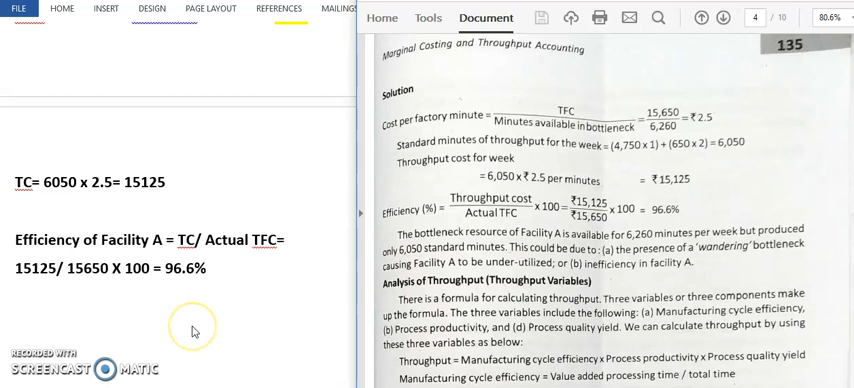 FILE HOME INSERT DESIGN PAGE LAYOUT REFERENCES MAILINGS
TC= 6050 x 2.5= 15125
Efficiency of Facility A = TC/ Actual TFC=
15125/ 15650 X 100 = 96.6%
RECORDED WITH
SCREENCAST MATIC
Home Tools Document 4 / 10 80.6%
Marginal Costing and Throughput Accounting 135
Solution
Cost per factory minute = TFC / Minutes available in bottleneck = 15,650 / 6,260 = ₹ 2.5
Standard minutes of throughput for the week = (4,750 x 1) + (650 x 2) = 6,050
Throughput cost for week
= 6,050 x ₹ 2.5 per minutes = ₹ 15,125
Efficiency (%) = Throughput cost / Actual TFC x 100 = ₹15,125 / ₹15,650 x 100 = 96.6%
The bottleneck resource of Facility A is available for 6,260 minutes per week but produced
only 6,050 standard minutes. This could be due to : (a) the presence of a 'wandering' bottleneck
causing Facility A to be under-utilized; or (b) inefficiency in facility A.
Analysis of Throughput (Throughput Variables)
There is a formula for calculating throughput. Three variables or three components make
up the formula. The three variables include the following: (a) Manufacturing cycle efficiency,
(b) Process productivity, and (d) Process quality yield. We can calculate throughput by using
these three variables as below:
Throughput = Manufacturing cycle efficiency x Process productivity x Process quality yield
Manufacturing cycle efficiency = Value added processing time / total time